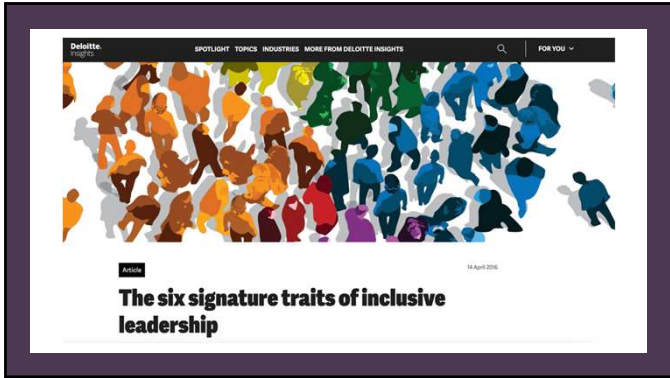 Deloitte.
Insights
SPOTLIGHT TOPICS INDUSTRIES MORE FROM DELOITTE INSIGHTS
FOR YOU
Article
14 April 2016
The six signature traits of inclusive
leadership